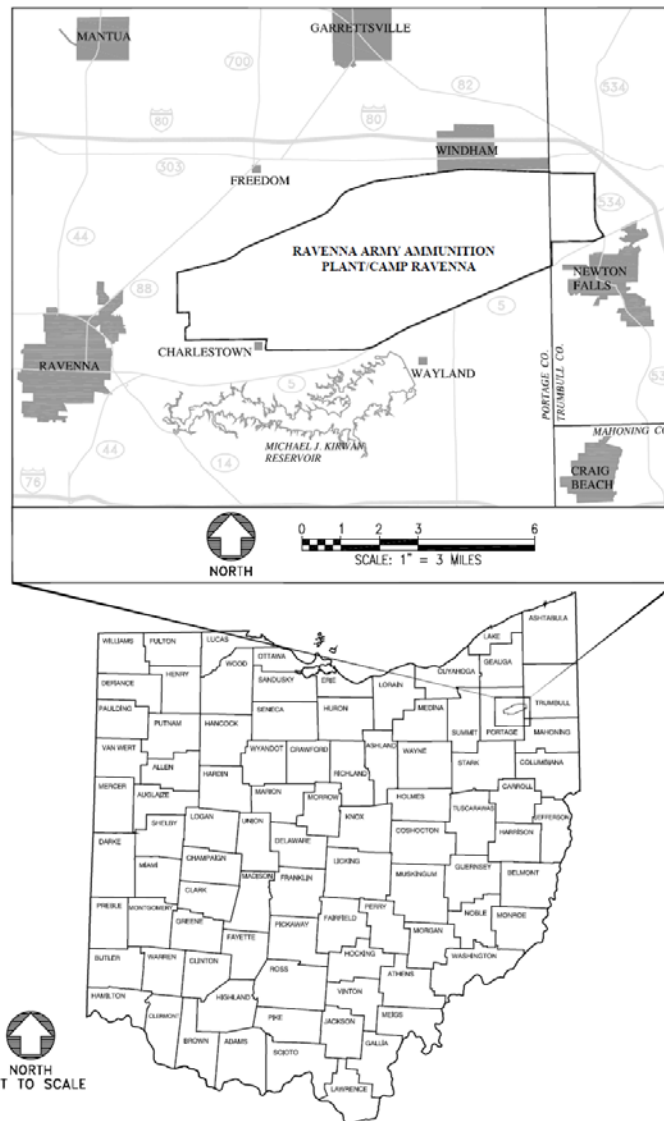 MANTUA
GARRETTSVILLE
700
82
534
80
80
WINDHAM
303
FREEDOM
534
44
RAVENNA ARMY AMMUNITION
PLANT/CAMP RAVENNA
NEWTON
FALLS
88
5
CHARLESTOWN
RAVENNA
WAYLAND
5
PORTAGE CO.
TRUMBULL CO.
53
MAHONING CO
MICHAEL J. KIRWAN
RESERVOIR
44
14
76
CRAIG
BEACH
NORTH
0 1 2 3 6
SCALE: 1" = 3 MILES
ASHTABULA
LAKE
WILLIAMS
FULTON
LUCAS
OTTAWA
GEAUGA
CUYAHOGA
WOOD
HENRY
SANDUSKY
ERIE
LORAIN
TRUMBULL
DEFIANCE
PAULDING
SENECA
HURON
MEDINA
SUMMIT
PORTAGE
MAHONING
PUTNAM
HANCOCK
VAN WERT
WYANDOT
CRAWFORD
ASHLAND
WAYNE
STARK
COLUMBIANA
ALLEN
HARDIN
RICHLAND
CARROLL
MERCER
AUGLAIZE
MARION
MORROW
HOLMES
TUSCARAWAS
JEFFERSON
LOGAN
UNION
KNOX
COSHOCTON
HARRISON
SHELBY
DELAWARE
DARKE
CHAMPAIGN
LICKING
GUERNSEY
BELMONT
MIAMI
MADISON
FRANKLIN
MUSKINGUM
CLARK
PREBLE
MONTGOMERY
PERRY
NOBLE
MONROE
GREENE
PICKAWAY
FAIRFIELD
MORGAN
FAYETTE
BUTLER
WARREN
CLINTON
HOCKING
WASHINGTON
ROSS
ATHENS
HAMILTON
HIGHLAND
VINTON
CLERMONT
PIKE
JACKSON
MEIGS
BROWN
ADAMS
SCIOTO
GALLIA
LAWRENCE
NORTH
T TO SCALE